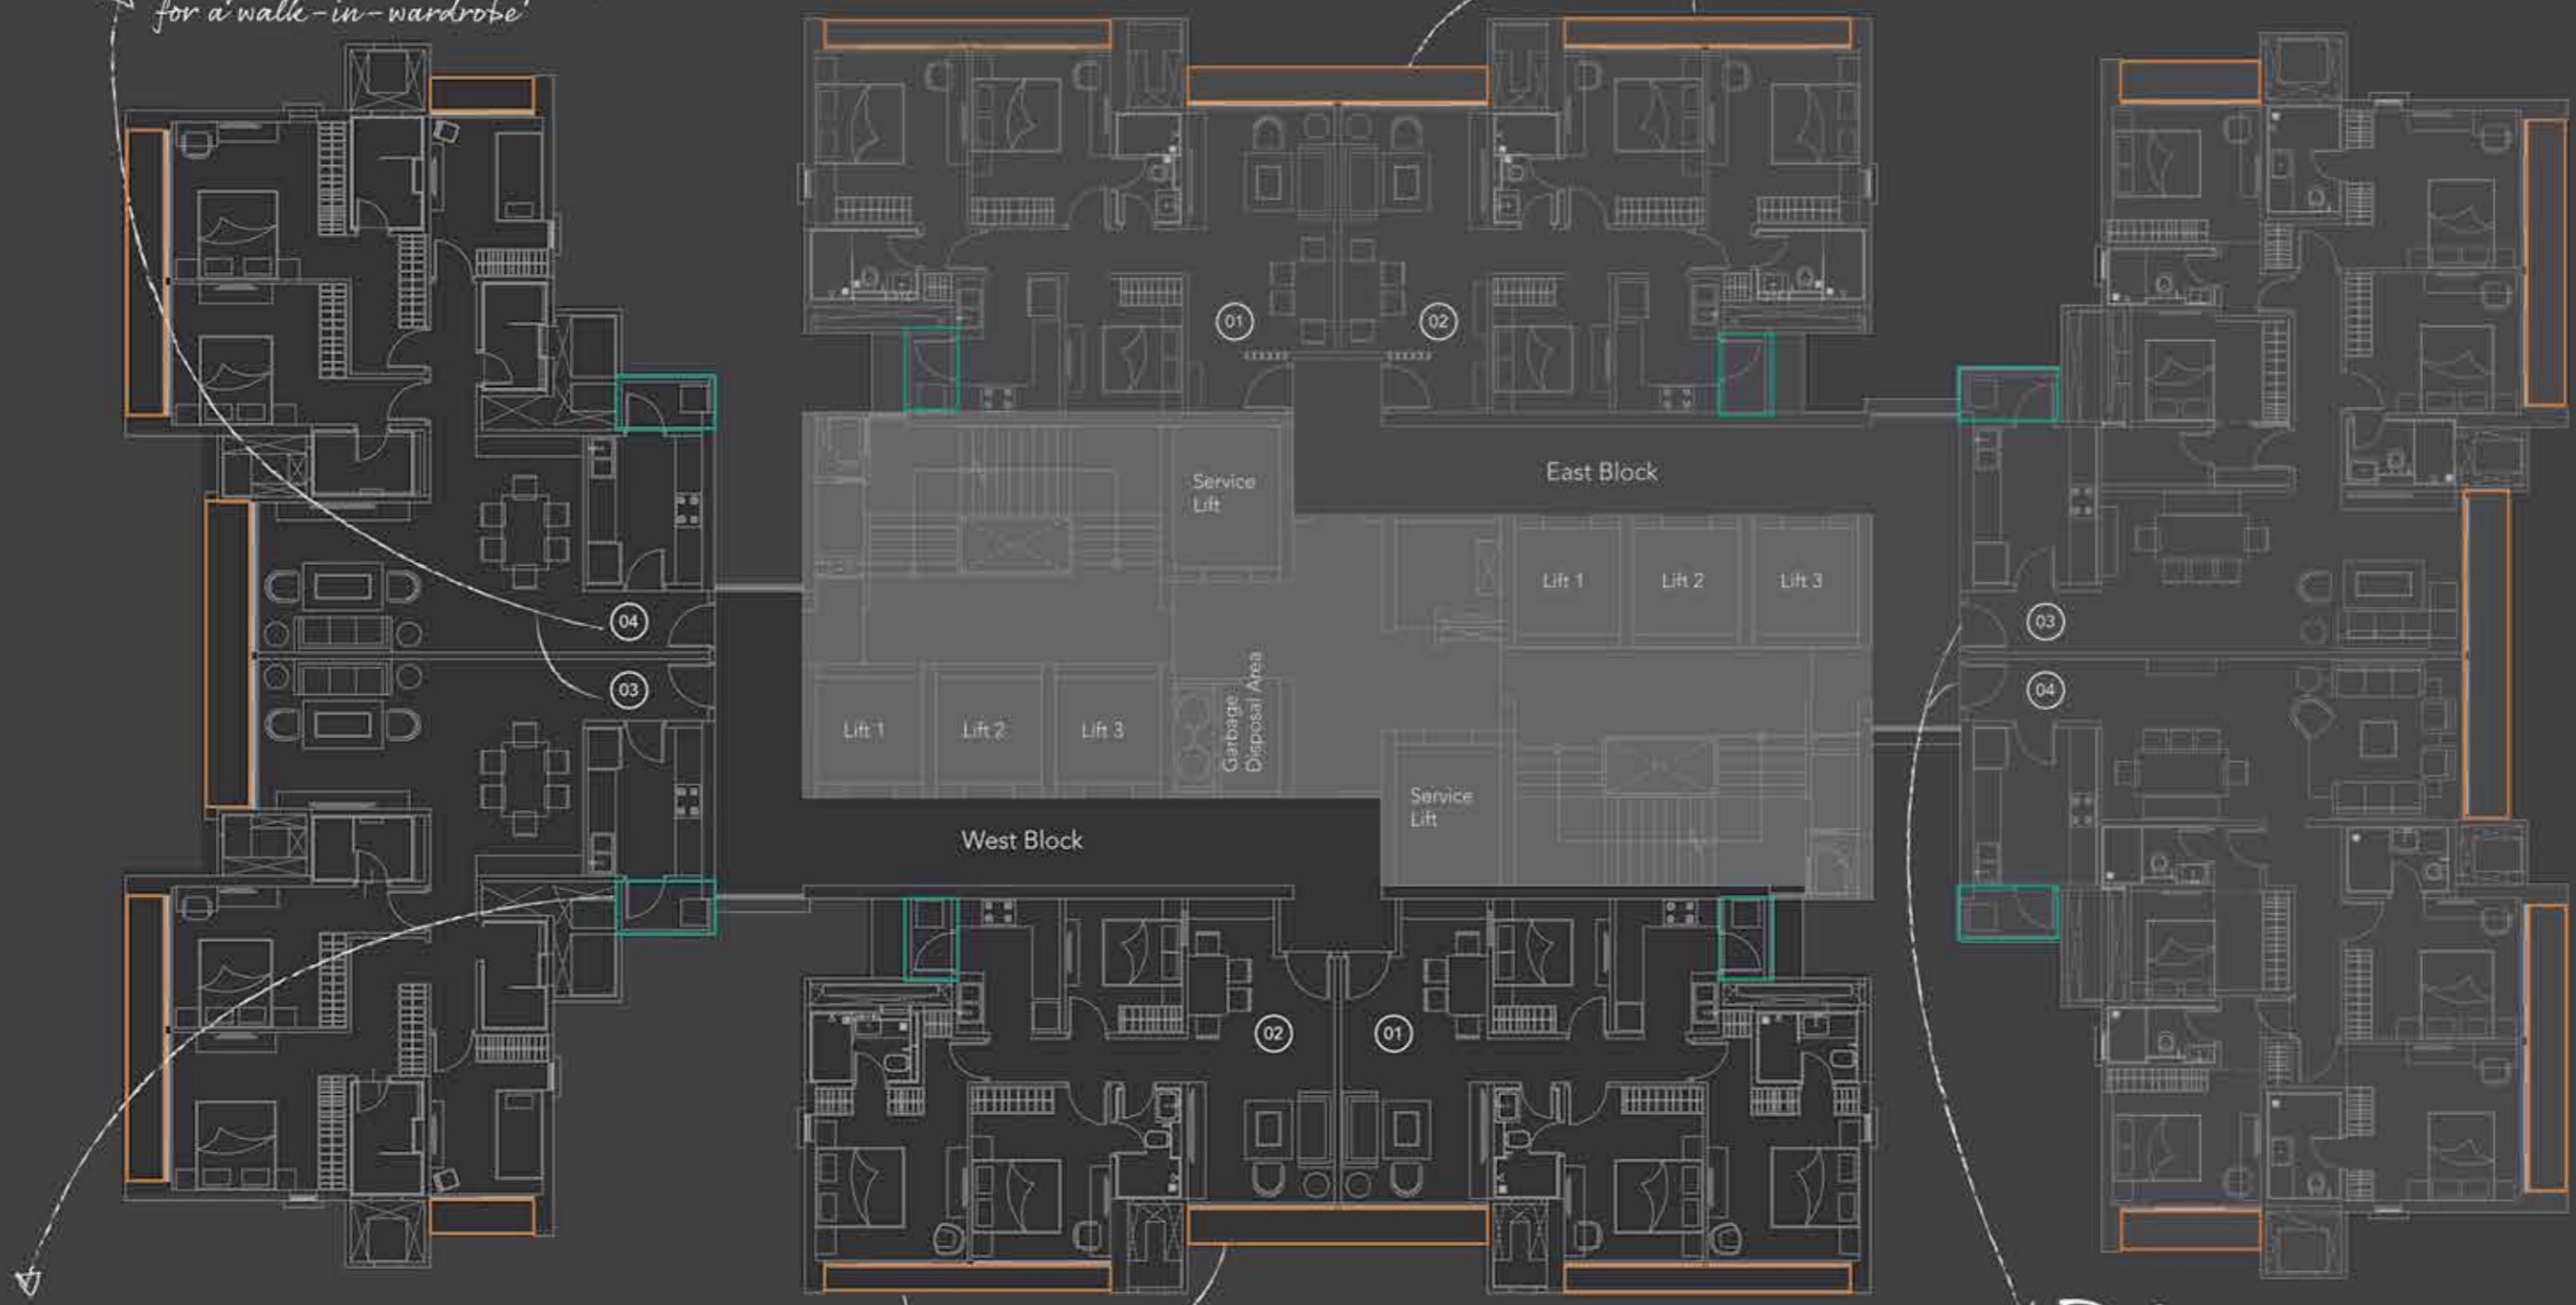 for a 'walk-in-wardrobe'
01
02
East Block
Service
Lift
Lift 1
Lift 2
Lift 3
04
03
03
04
Lift 1
Lift 2
Lift 3
Garbage
Disposal Area
Service
Lift
West Block
02
01